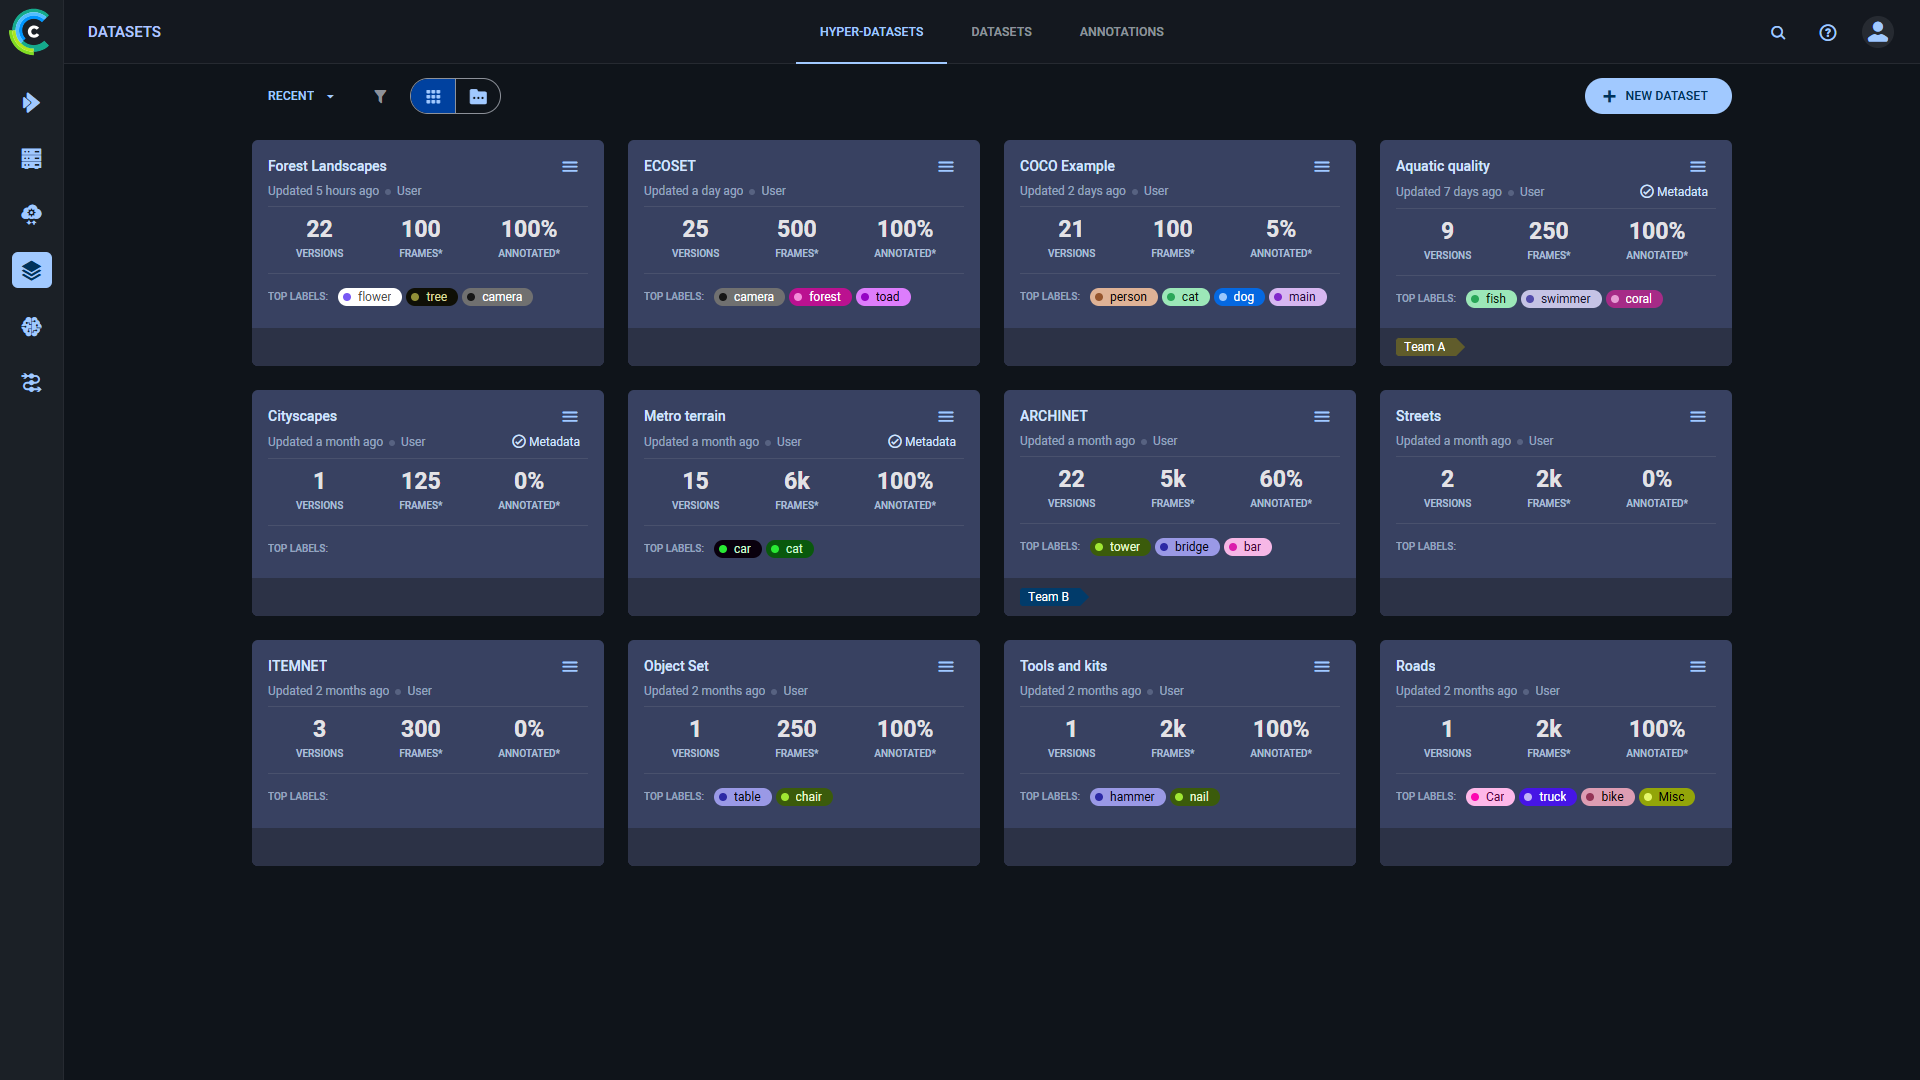 DATASETS
HYPER-DATASETS DATASETS ANNOTATIONS
RECENT
NEW DATASET
Forest Landscapes
Updated 5 hours ago User
22 100 100%
VERSIONS FRAMES* ANNOTATED*
TOP LABELS: flower tree camera
ECOSET
Updated a day ago User
25 500 100%
VERSIONS FRAMES* ANNOTATED*
TOP LABELS: camera forest toad
COCO Example
Updated 2 days ago User
21 100 5%
VERSIONS FRAMES* ANNOTATED*
TOP LABELS: person cat dog main
Aquatic quality
Updated 7 days ago User Metadata
9 250 100%
VERSIONS FRAMES* ANNOTATED*
TOP LABELS: fish swimmer coral
Team A
Cityscapes
Updated a month ago User Metadata
1 125 0%
VERSIONS FRAMES* ANNOTATED*
TOP LABELS:
Metro terrain
Updated a month ago User Metadata
15 6k 100%
VERSIONS FRAMES* ANNOTATED*
TOP LABELS: car cat
ARCHINET
Updated a month ago User
22 5k 60%
VERSIONS FRAMES* ANNOTATED*
TOP LABELS: tower bridge bar
Team B
Streets
Updated a month ago User
2 2k 0%
VERSIONS FRAMES* ANNOTATED*
TOP LABELS:
ITEMNET
Updated 2 months ago User
3 300 0%
VERSIONS FRAMES* ANNOTATED*
TOP LABELS:
Object Set
Updated 2 months ago User
1 250 100%
VERSIONS FRAMES* ANNOTATED*
TOP LABELS: table chair
Tools and kits
Updated 2 months ago User
1 2k 100%
VERSIONS FRAMES* ANNOTATED*
TOP LABELS: hammer nail
Roads
Updated 2 months ago User
1 2k 100%
VERSIONS FRAMES* ANNOTATED*
TOP LABELS: Car truck bike Misc